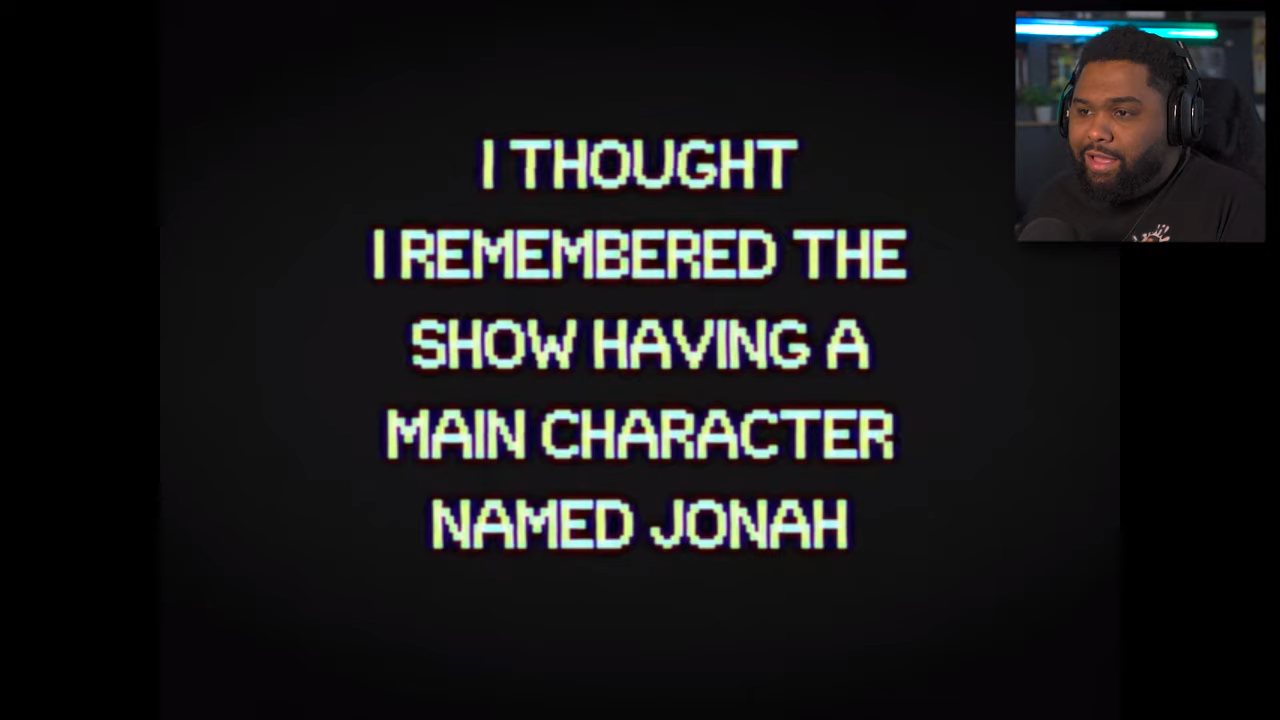 I THOUGHT
I REMEMBERED THE
SHOW HAVING A
MAIN CHARACTER
NAMED JONAH